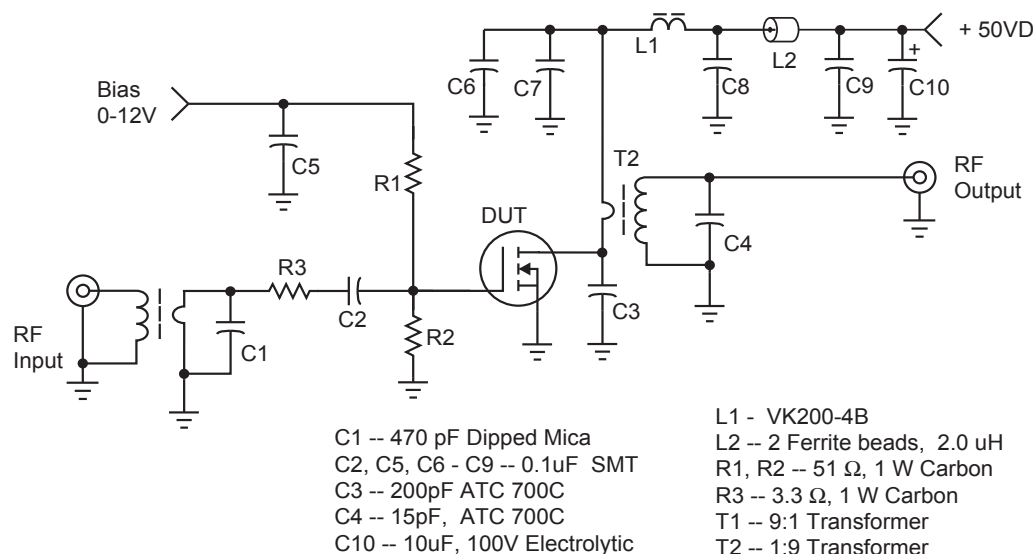 L1
+ 50VD
L2
+
C6
C7
C8
C9
C10
Bias
0-12V
C5
R1
T2
RF
Output
DUT
C4
R3
C3
C2
R2
RF
Input
C1
C1 -- 470 pF Dipped Mica
C2, C5, C6 - C9 -- 0.1uF SMT
C3 -- 200pF ATC 700C
C4 -- 15pF, ATC 700C
C10 -- 10uF, 100V Electrolytic
L1 - VK200-4B
L2 -- 2 Ferrite beads, 2.0 uH
R1, R2 -- 51 Ω, 1 W Carbon
R3 -- 3.3 Ω, 1 W Carbon
T1 -- 9:1 Transformer
T2 -- 1:9 Transformer